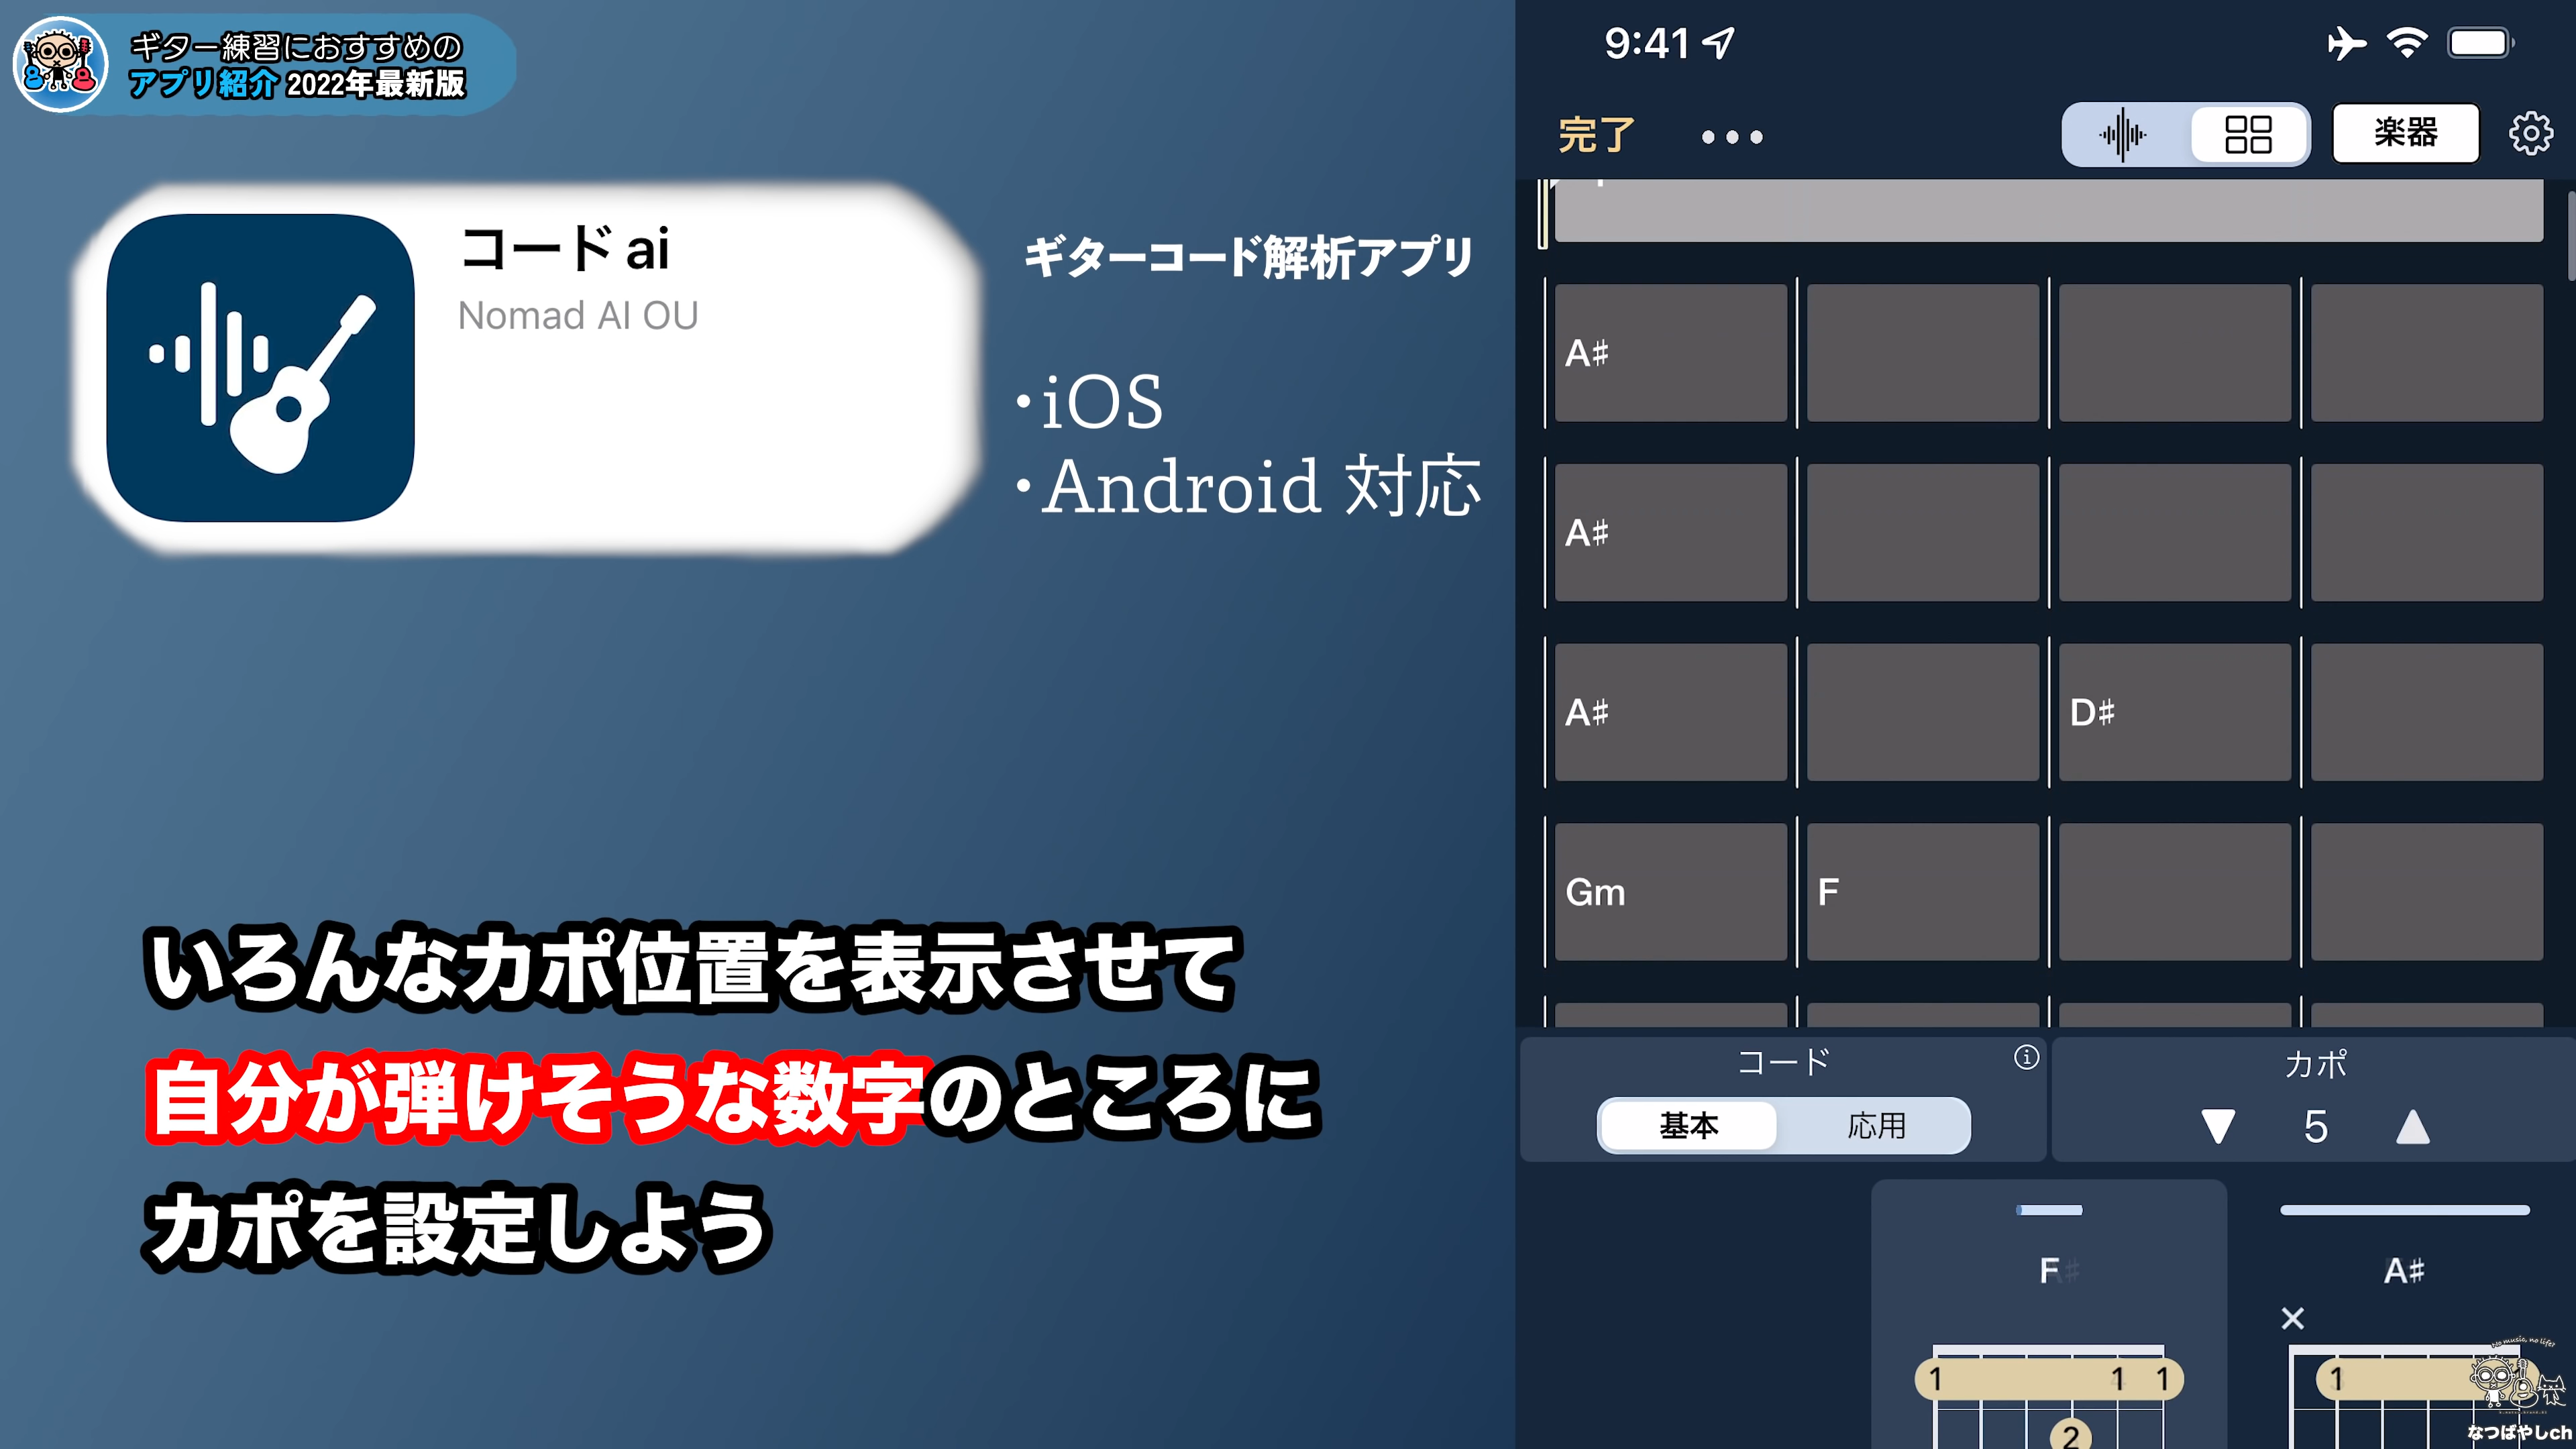 ギター練習におすすめの
アプリ紹介 2022年最新版
コード ai
Nomad AI OU
ギターコード解析アプリ
・iOS
・Android 対応
いろんなカポ位置を表示させて
自分が弾けそうな数字のところに
カポを設定しよう
9:41
完了 ••• 楽器
A♯
A♯
A♯ D♯
Gm F
コード カポ
基本 応用 5
F A♯
×
1 1 1 1
2
No music, no life!
なつばやしch